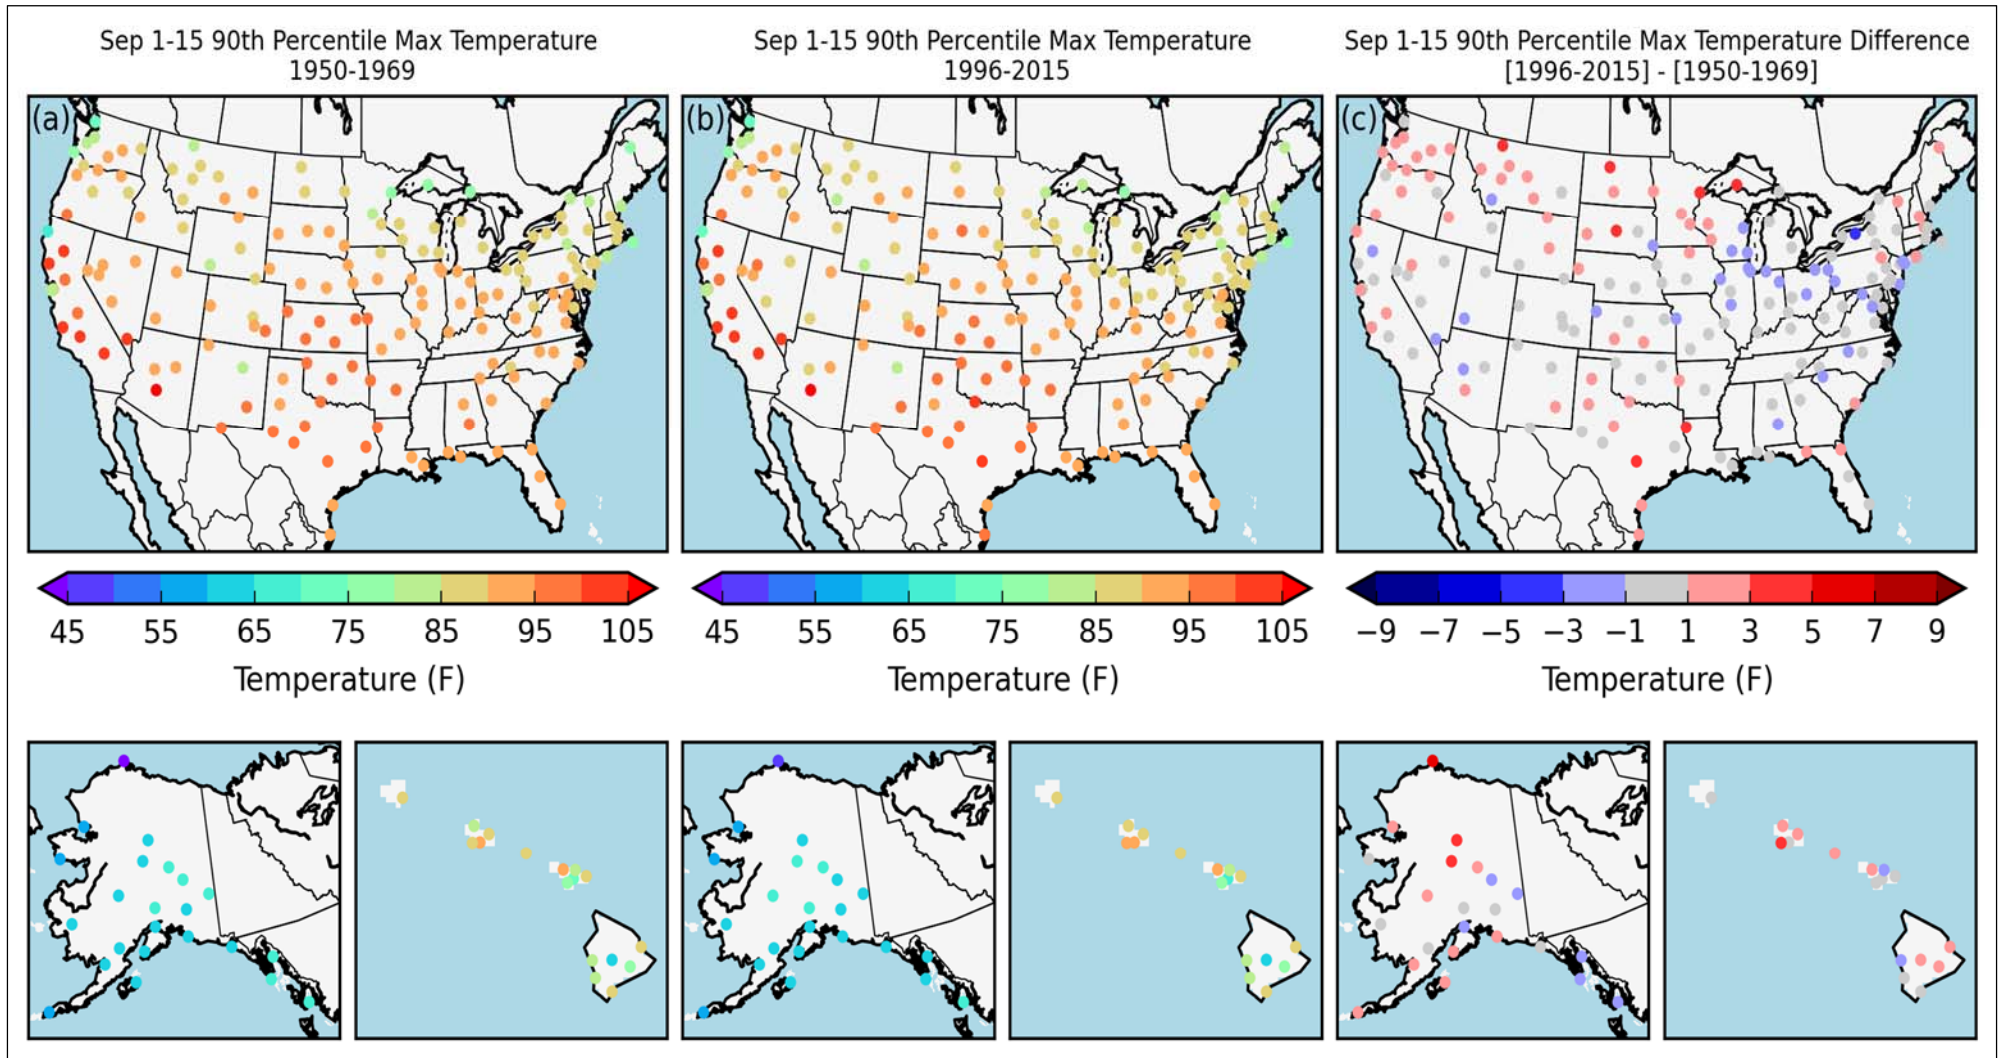 Sep 1-15 90th Percentile Max Temperature
1950-1969
Sep 1-15 90th Percentile Max Temperature
1996-2015
Sep 1-15 90th Percentile Max Temperature Difference
[1996-2015] - [1950-1969]
(a)
(b)
(c)
45 55 65 75 85 95 105
Temperature (F)
45 55 65 75 85 95 105
Temperature (F)
−9 −7 −5 −3 −1 1 3 5 7 9
Temperature (F)